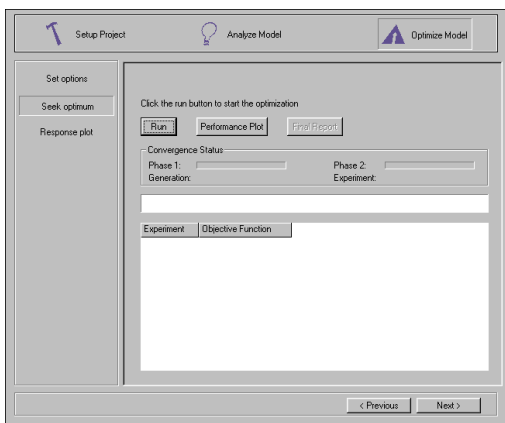 Setup Project
Analyze Model
Optimize Model
Set options
Seek optimum
Response plot
Click the run button to start the optimization
Run
Performance Plot
Final Report
Convergence Status
Phase 1:
Phase 2:
Generation:
Experiment:
Experiment
Objective Function
< Previous
Next >